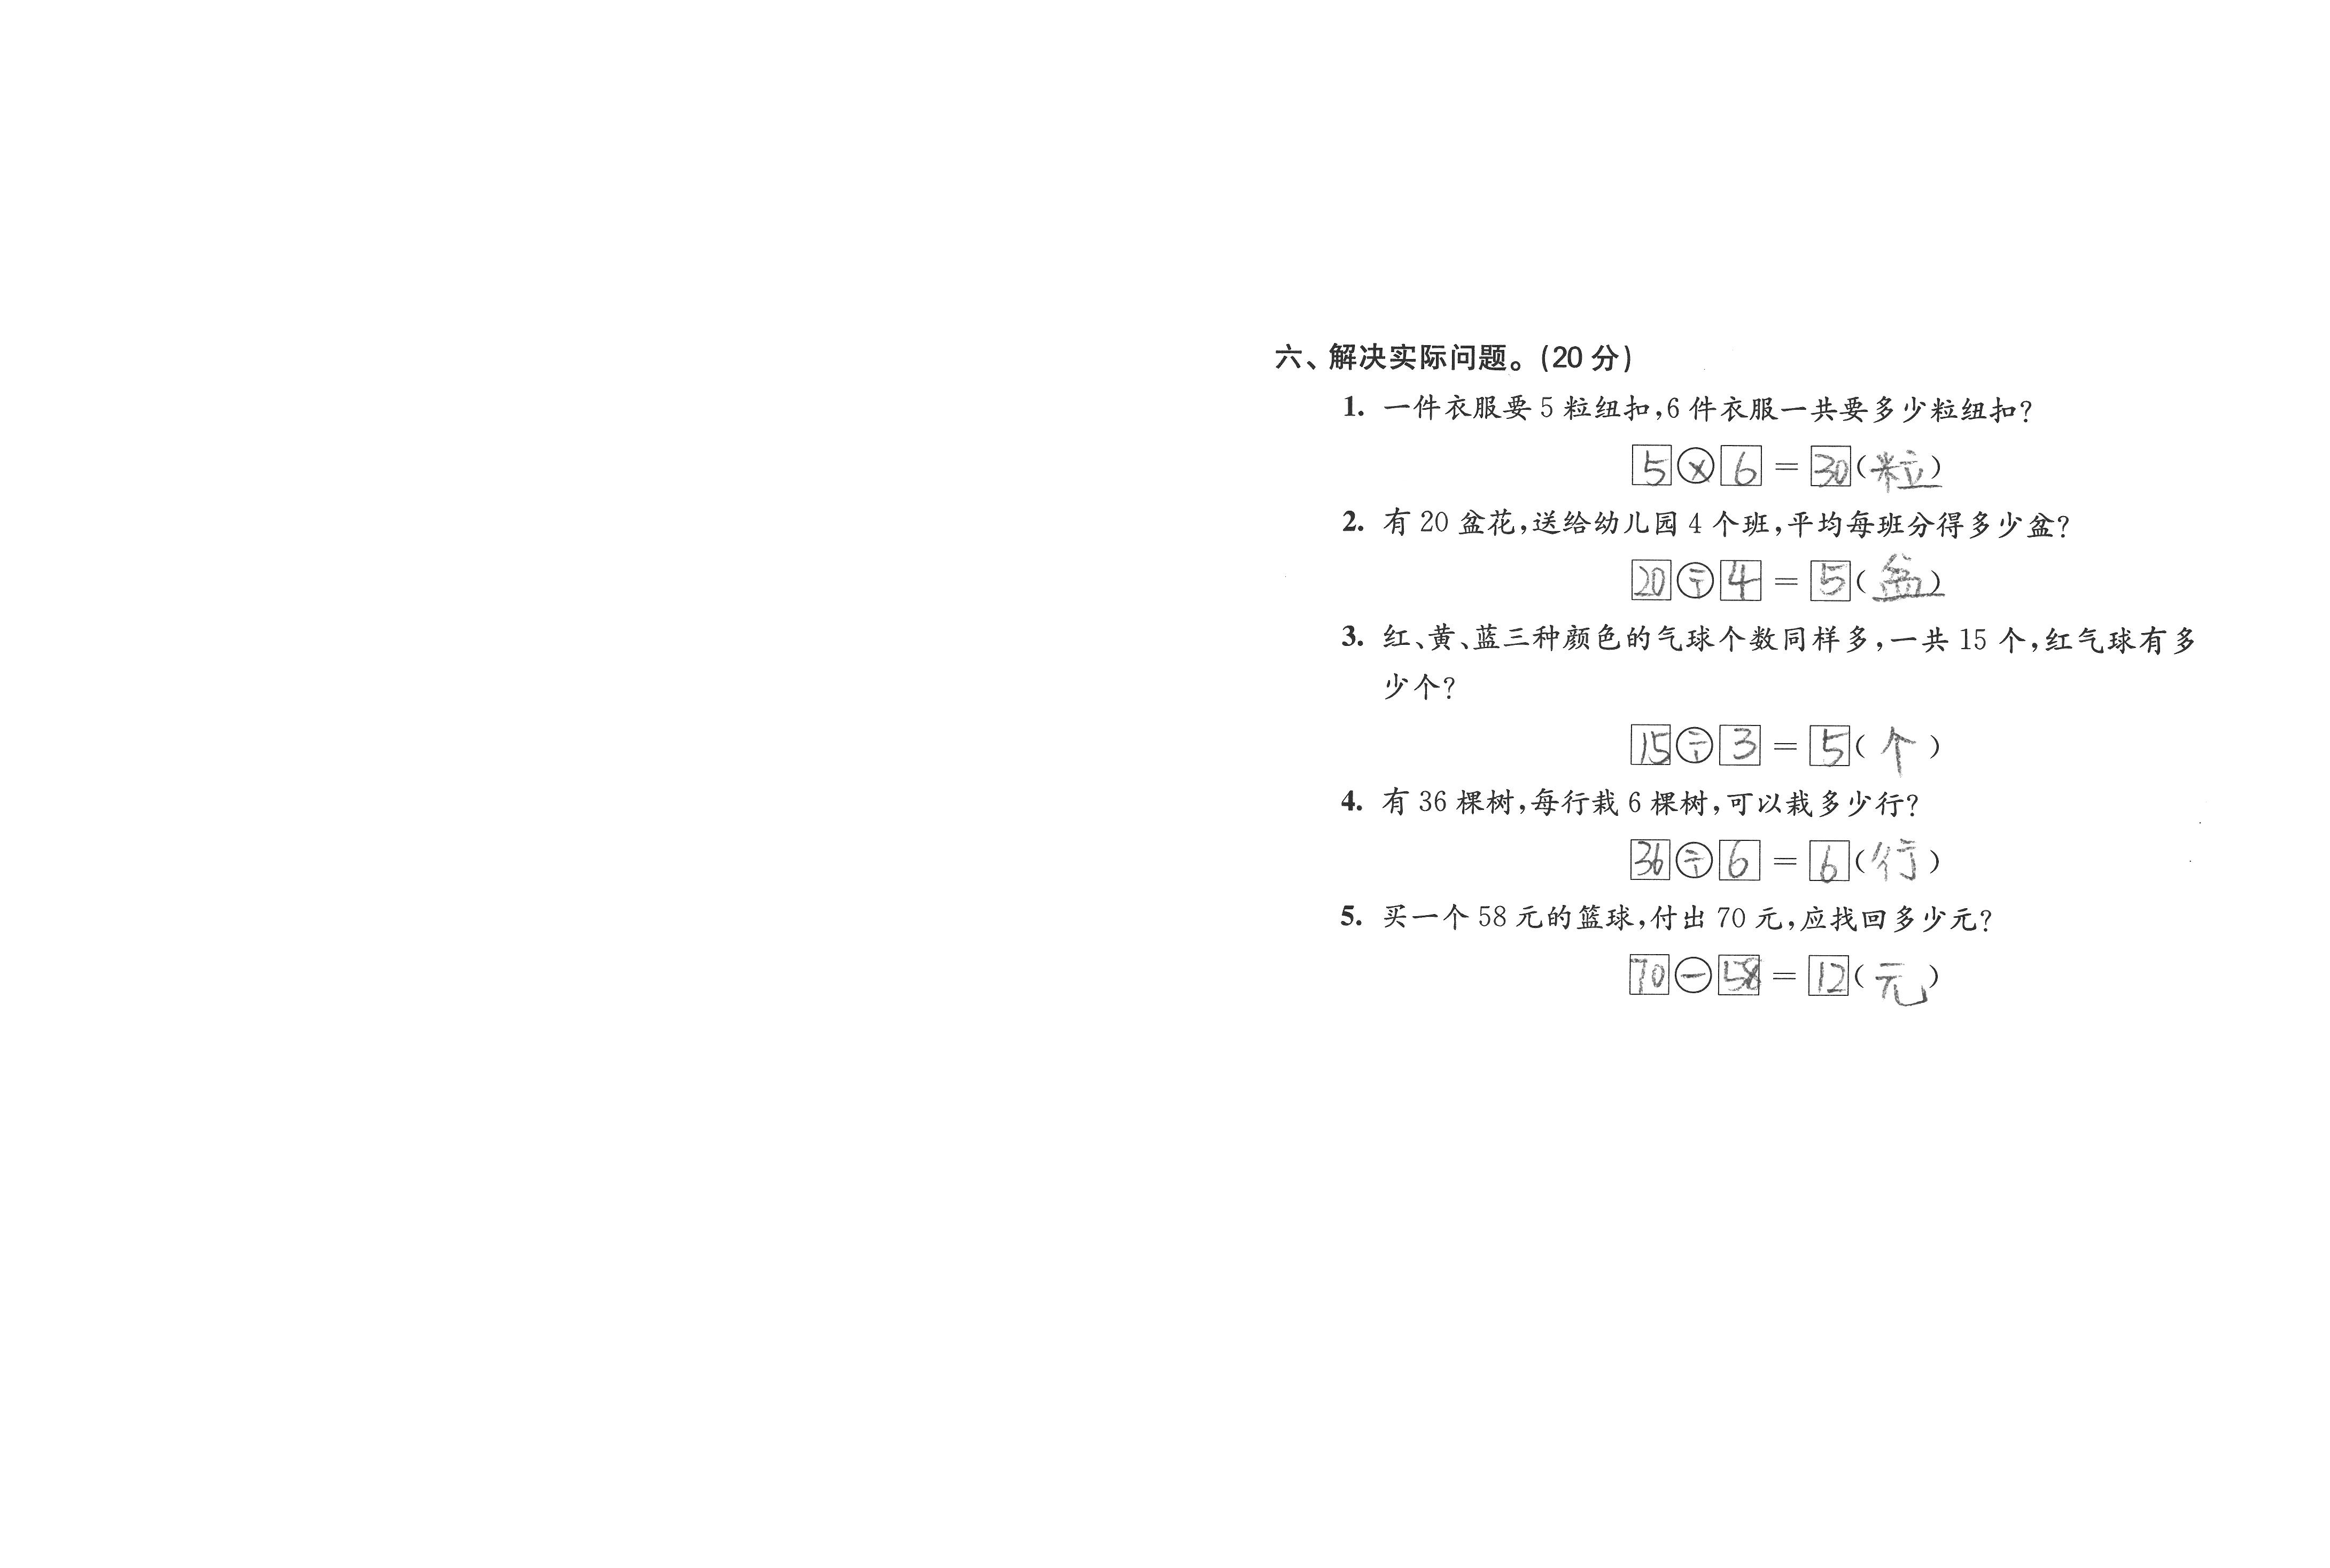 六、解决实际问题。(20 分)
1. 一件衣服要 5 粒纽扣,6 件衣服一共要多少粒纽扣?
5×6=30(粒)
2. 有 20 盆花,送给幼儿园 4 个班,平均每班分得多少盆?
20÷4=5(盆)
3. 红、黄、蓝三种颜色的气球个数同样多,一共 15 个,红气球有多
少个?
15÷3=5(个)
4. 有 36 棵树,每行栽 6 棵树,可以栽多少行?
36÷6=6(行)
5. 买一个 58 元的篮球,付出 70 元,应找回多少元?
70-58=12(元)